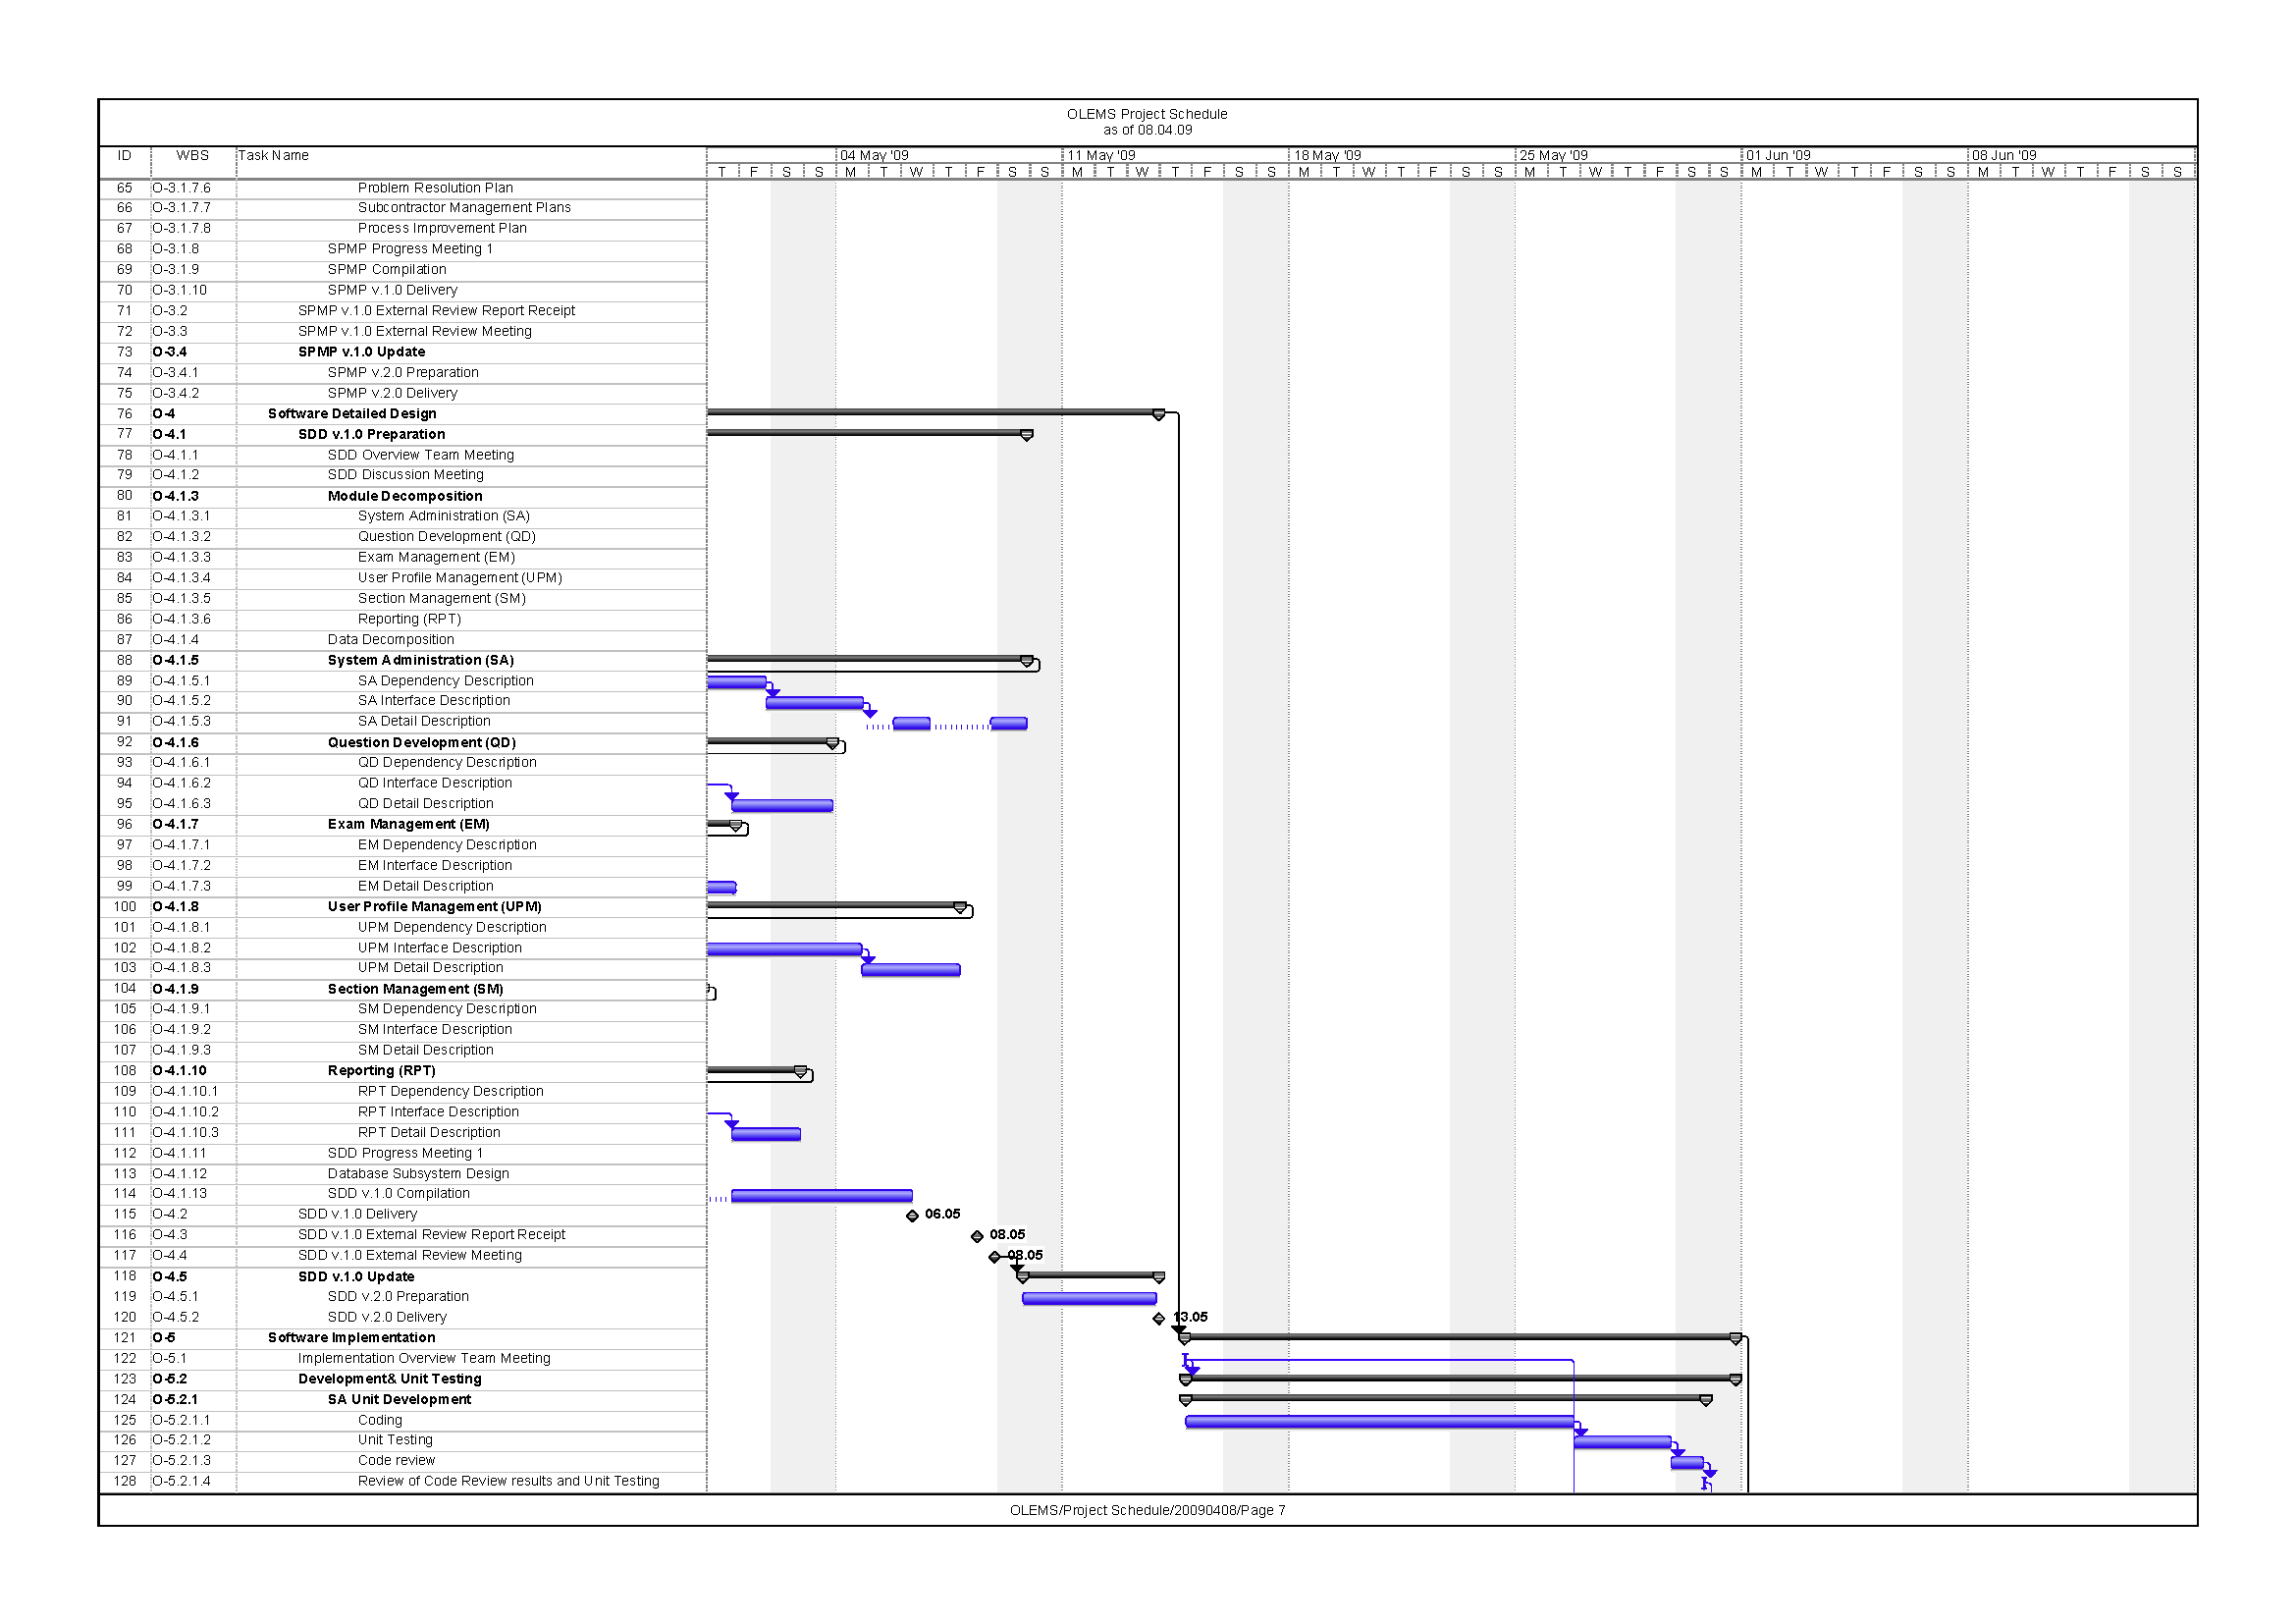 OLEMS Project Schedule
as of 08.04.09
ID WBS Task Name 04 May '09 11 May '09 18 May '09 25 May '09 01 Jun '09 08 Jun '09
T F S S M T W T F S S M T W T F S S M T W T F S S M T W T F S S M T W T F S S M T W T F S S
65 O-3.1.7.6 Problem Resolution Plan
66 O-3.1.7.7 Subcontractor Management Plans
67 O-3.1.7.8 Process Improvement Plan
68 O-3.1.8 SPMP Progress Meeting 1
69 O-3.1.9 SPMP Compilation
70 O-3.1.10 SPMP v.1.0 Delivery
71 O-3.2 SPMP v.1.0 External Review Report Receipt
72 O-3.3 SPMP v.1.0 External Review Meeting
73 O-3.4 SPMP v.1.0 Update
74 O-3.4.1 SPMP v.2.0 Preparation
75 O-3.4.2 SPMP v.2.0 Delivery
76 O-4 Software Detailed Design
77 O-4.1 SDD v.1.0 Preparation
78 O-4.1.1 SDD Overview Team Meeting
79 O-4.1.2 SDD Discussion Meeting
80 O-4.1.3 Module Decomposition
81 O-4.1.3.1 System Administration (SA)
82 O-4.1.3.2 Question Development (QD)
83 O-4.1.3.3 Exam Management (EM)
84 O-4.1.3.4 User Profile Management (UPM)
85 O-4.1.3.5 Section Management (SM)
86 O-4.1.3.6 Reporting (RPT)
87 O-4.1.4 Data Decomposition
88 O-4.1.5 System Administration (SA)
89 O-4.1.5.1 SA Dependency Description
90 O-4.1.5.2 SA Interface Description
91 O-4.1.5.3 SA Detail Description
92 O-4.1.6 Question Development (QD)
93 O-4.1.6.1 QD Dependency Description
94 O-4.1.6.2 QD Interface Description
95 O-4.1.6.3 QD Detail Description
96 O-4.1.7 Exam Management (EM)
97 O-4.1.7.1 EM Dependency Description
98 O-4.1.7.2 EM Interface Description
99 O-4.1.7.3 EM Detail Description
100 O-4.1.8 User Profile Management (UPM)
101 O-4.1.8.1 UPM Dependency Description
102 O-4.1.8.2 UPM Interface Description
103 O-4.1.8.3 UPM Detail Description
104 O-4.1.9 Section Management (SM)
105 O-4.1.9.1 SM Dependency Description
106 O-4.1.9.2 SM Interface Description
107 O-4.1.9.3 SM Detail Description
108 O-4.1.10 Reporting (RPT)
109 O-4.1.10.1 RPT Dependency Description
110 O-4.1.10.2 RPT Interface Description
111 O-4.1.10.3 RPT Detail Description
112 O-4.1.11 SDD Progress Meeting 1
113 O-4.1.12 Database Subsystem Design
114 O-4.1.13 SDD v.1.0 Compilation
115 O-4.2 SDD v.1.0 Delivery 06.05
116 O-4.3 SDD v.1.0 External Review Report Receipt 08.05
117 O-4.4 SDD v.1.0 External Review Meeting 08.05
118 O-4.5 SDD v.1.0 Update
119 O-4.5.1 SDD v.2.0 Preparation
120 O-4.5.2 SDD v.2.0 Delivery 13.05
121 O-5 Software Implementation
122 O-5.1 Implementation Overview Team Meeting
123 O-5.2 Development& Unit Testing
124 O-5.2.1 SA Unit Development
125 O-5.2.1.1 Coding
126 O-5.2.1.2 Unit Testing
127 O-5.2.1.3 Code review
128 O-5.2.1.4 Review of Code Review results and Unit Testing
OLEMS/Project Schedule/20090408/Page 7